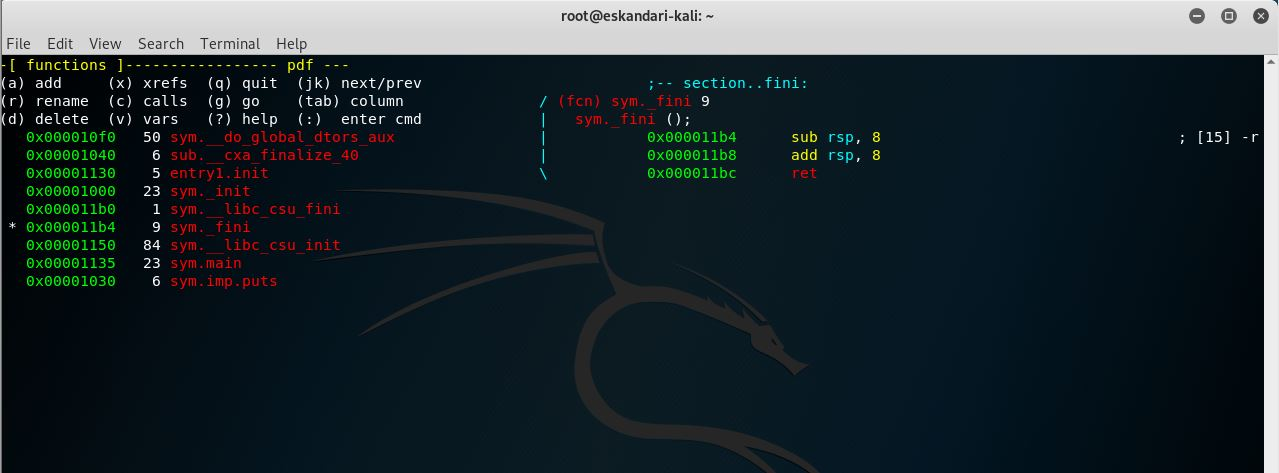 root@eskandari-kali: ~
File Edit View Search Terminal Help
-[ functions ]----------------- pdf ---
(a) add     (x) xrefs  (q) quit  (jk) next/prev                         ;-- section..fini:
(r) rename  (c) calls  (g) go    (tab) column               / (fcn) sym._fini 9
(d) delete  (v) vars   (?) help  (:)  enter cmd             |   sym._fini ();
   0x000010f0   50 sym.__do_global_dtors_aux                |           0x000011b4      sub rsp, 8                                 ; [15] -r
   0x00001040    6 sub.__cxa_finalize_40                    |           0x000011b8      add rsp, 8
   0x00001130    5 entry1.init                              \           0x000011bc      ret
   0x00001000   23 sym._init
   0x000011b0    1 sym.__libc_csu_fini
 * 0x000011b4    9 sym._fini
   0x00001150   84 sym.__libc_csu_init
   0x00001135   23 sym.main
   0x00001030    6 sym.imp.puts